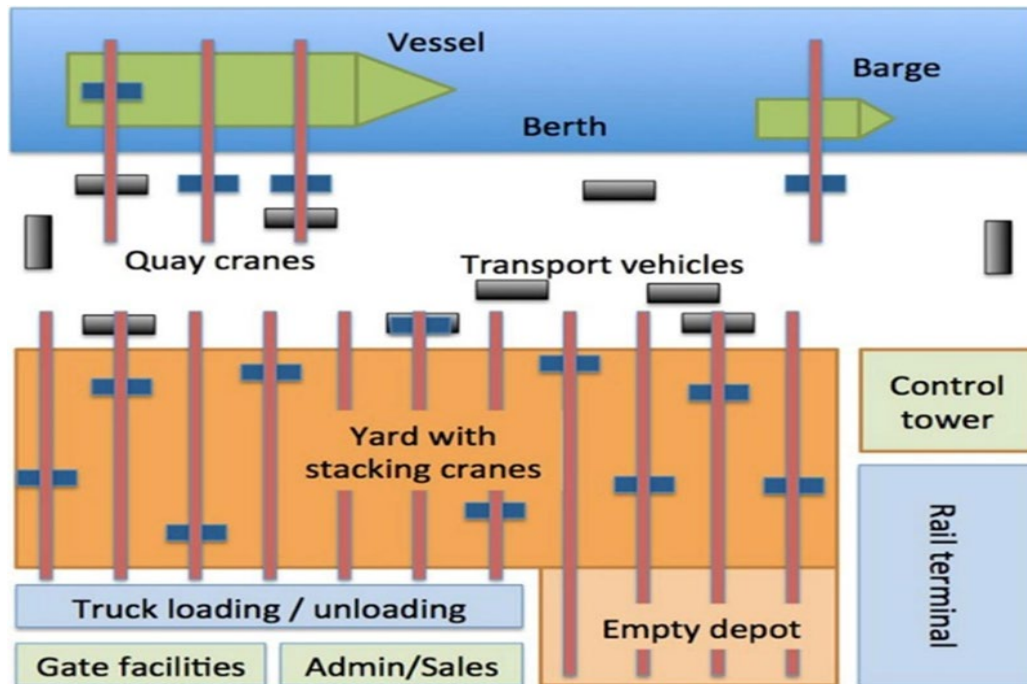 Vessel
Barge
Berth
Quay cranes
Transport vehicles
Control
tower
Yard with
stacking cranes
Rail terminal
Truck loading / unloading
Empty depot
Gate facilities
Admin/Sales